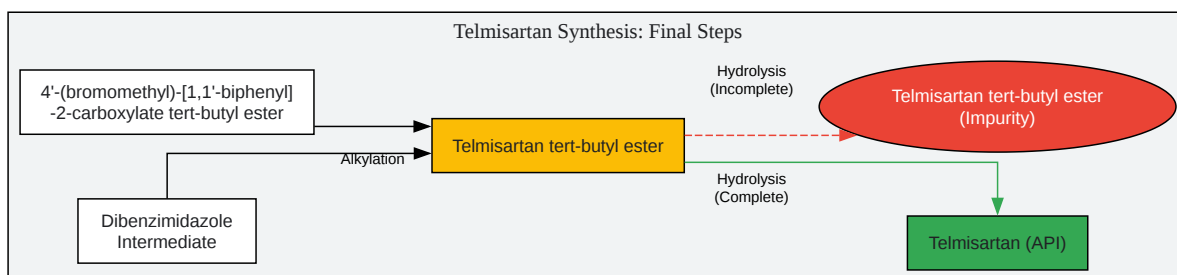 Telmisartan Synthesis: Final Steps
4'-(bromomethyl)-[1,1'-biphenyl]
-2-carboxylate tert-butyl ester
Hydrolysis
(Incomplete)
Telmisartan tert-butyl ester
(Impurity)
Telmisartan tert-butyl ester
Alkylation
Hydrolysis
(Complete)
Dibenzimidazole
Intermediate
Telmisartan (API)